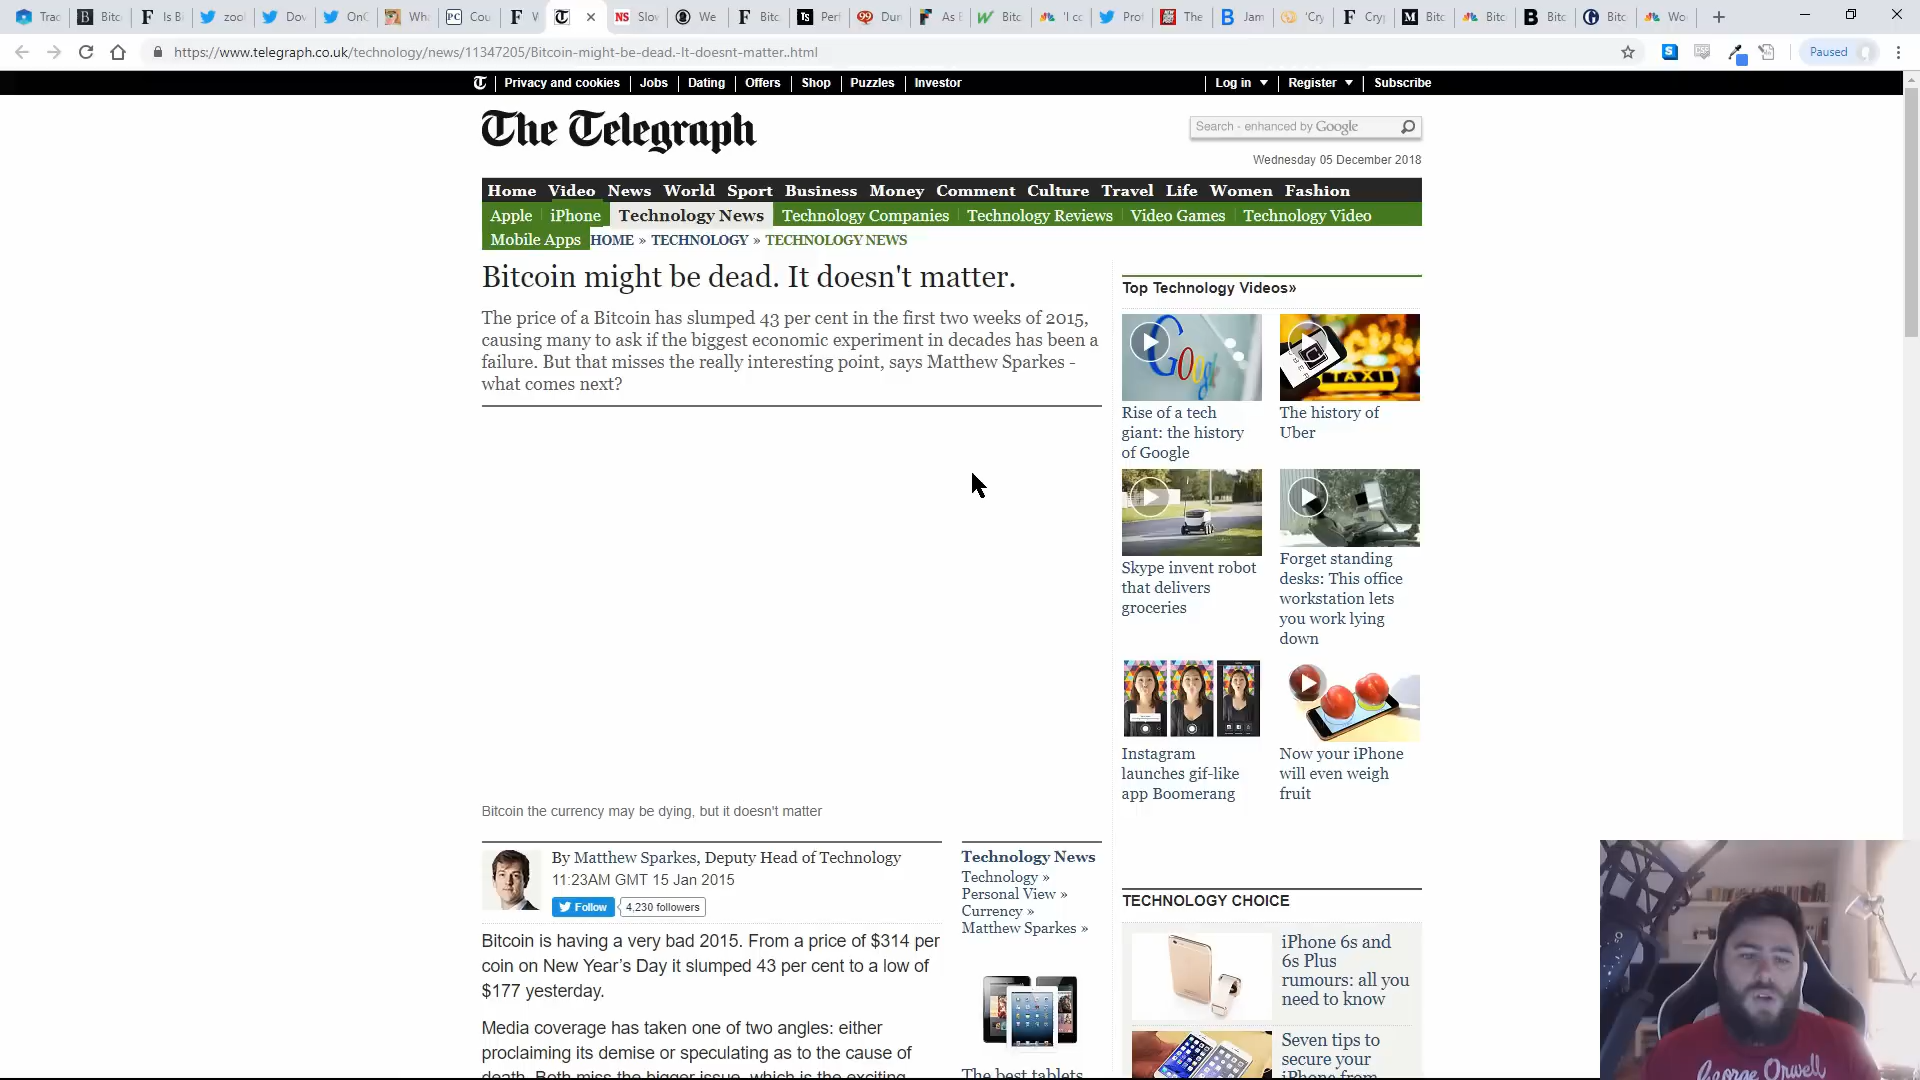 Trac
Bitc
Is B
zool
Dov
OnC
Wha
Cou
V
Slov
We
Bitc
Peri
Dur
As E
Bitc
'I cc
Prof
The
Jam
'Cry
Cryp
Bitc
Bitc
Bitc
Bitc
Wo
https://www.telegraph.co.uk/technology/news/11347205/Bitcoin-might-be-dead.-It-doesnt-matter..html
Paused
Privacy and cookies Jobs Dating Offers Shop Puzzles Investor Log in Register Subscribe
The Telegraph
Search - enhanced by Google
Wednesday 05 December 2018
Home Video News World Sport Business Money Comment Culture Travel Life Women Fashion
Apple iPhone Technology News Technology Companies Technology Reviews Video Games Technology Video
Mobile Apps HOME » TECHNOLOGY » TECHNOLOGY NEWS
Bitcoin might be dead. It doesn't matter.
The price of a Bitcoin has slumped 43 per cent in the first two weeks of 2015,
causing many to ask if the biggest economic experiment in decades has been a
failure. But that misses the really interesting point, says Matthew Sparkes -
what comes next?
Bitcoin the currency may be dying, but it doesn't matter
By Matthew Sparkes, Deputy Head of Technology
11:23AM GMT 15 Jan 2015
Follow 4,230 followers
Bitcoin is having a very bad 2015. From a price of $314 per
coin on New Year's Day it slumped 43 per cent to a low of
$177 yesterday.
Media coverage has taken one of two angles: either
proclaiming its demise or speculating as to the cause of
death. Both miss the bigger issue, which is the exciting
Technology News
Technology »
Personal View »
Currency »
Matthew Sparkes »
The best tablets
Top Technology Videos»
Rise of a tech
giant: the history
of Google
TAXI
The history of
Uber
Skype invent robot
that delivers
groceries
Forget standing
desks: This office
workstation lets
you work lying
down
Instagram
launches gif-like
app Boomerang
Now your iPhone
will even weigh
fruit
TECHNOLOGY CHOICE
iPhone 6s and
6s Plus
rumours: all you
need to know
Seven tips to
secure your
iPhone from
George Orwell